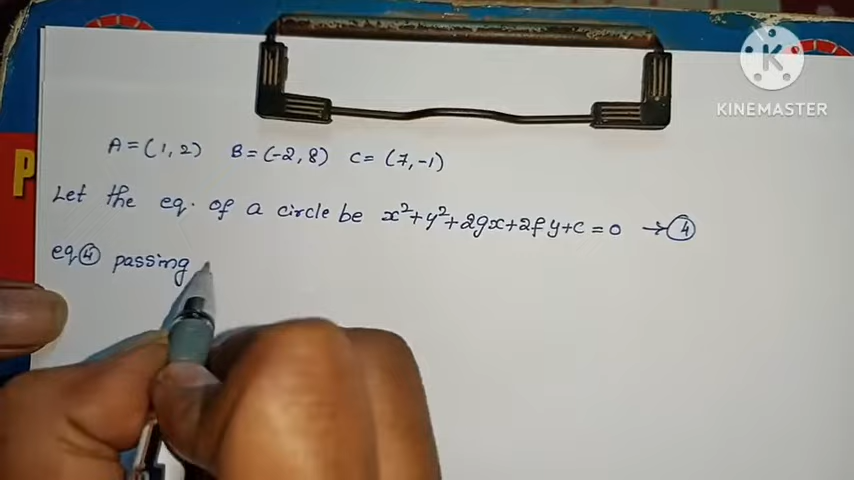 KINEMASTER
A = (1, 2) B = (-2, 8) C = (7, -1)
Let the eq. of a circle be x²+y²+2gx+2fy+c = 0 → ④
eq④ passing